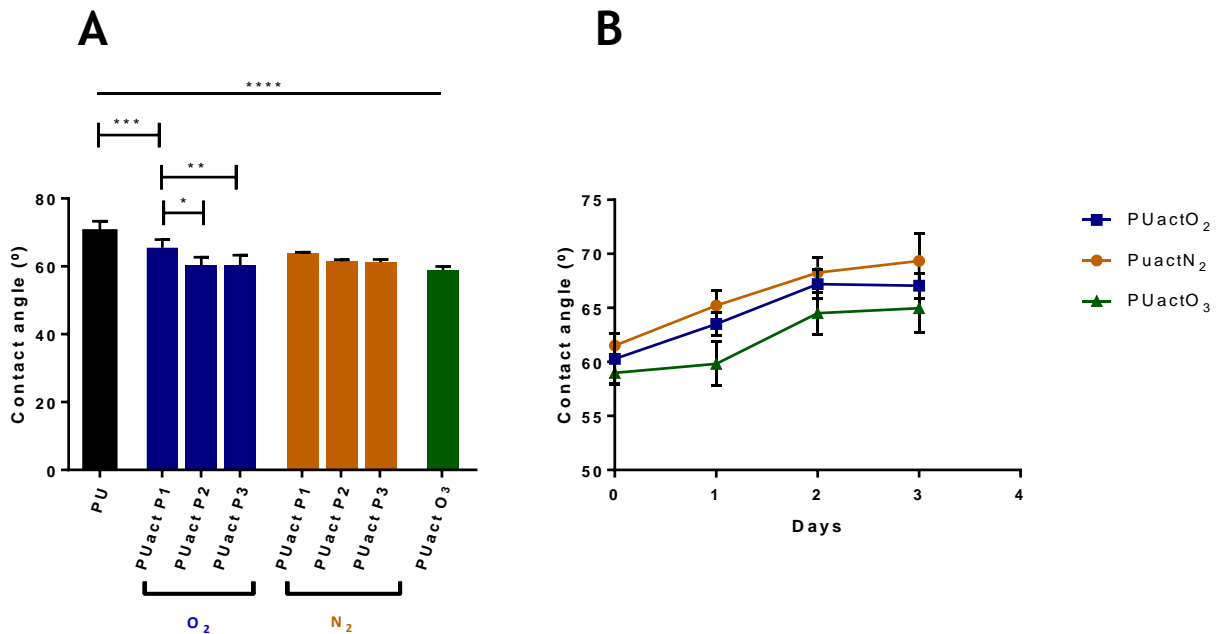 A
****
***
**
*
Contact angle (º)
80
60
40
20
0
PU
PUact P1
PUact P2
PUact P3
PUact P1
PUact P2
PUact P3
PUact O₃
O₂
N₂
B
Contact angle (º)
75
70
65
60
55
50
0 1 2 3 4
Days
PUactO₂
PuactN₂
PUactO₃